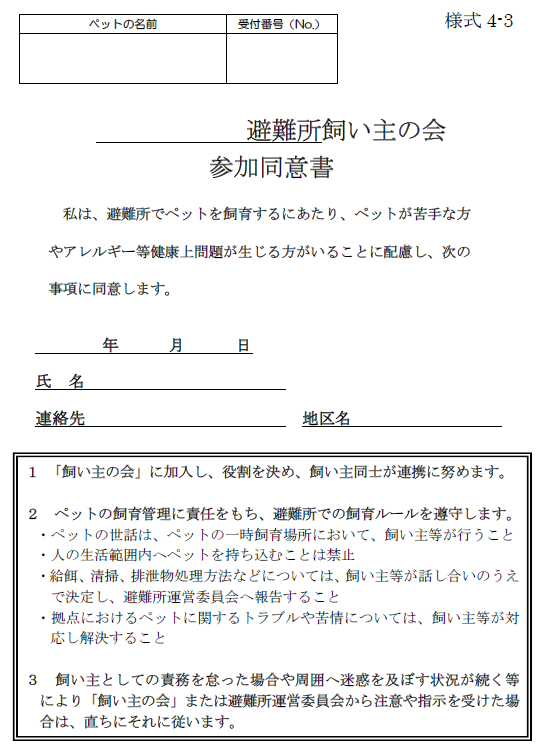 様式 4-3
ペットの名前 受付番号（No.）
避難所飼い主の会
参加同意書
私は、避難所でペットを飼育するにあたり、ペットが苦手な方
やアレルギー等健康上問題が生じる方がいることに配慮し、次の
事項に同意します。
年 月 日
氏 名
連絡先 地区名
1 「飼い主の会」に加入し、役割を決め、飼い主同士が連携に努めます。
2 ペットの飼育管理に責任をもち、避難所での飼育ルールを遵守します。
・ペットの世話は、ペットの一時飼育場所において、飼い主等が行うこと
・人の生活範囲内へペットを持ち込むことは禁止
・給餌、清掃、排泄物処理方法などについては、飼い主等が話し合いのうえ
で決定し、避難所運営委員会へ報告すること
・拠点におけるペットに関するトラブルや苦情については、飼い主等が対
応し解決すること
3 飼い主としての責務を怠った場合や周囲へ迷惑を及ぼす状況が続く等
により「飼い主の会」または避難所運営委員会から注意や指示を受けた場
合は、直ちにそれに従います。